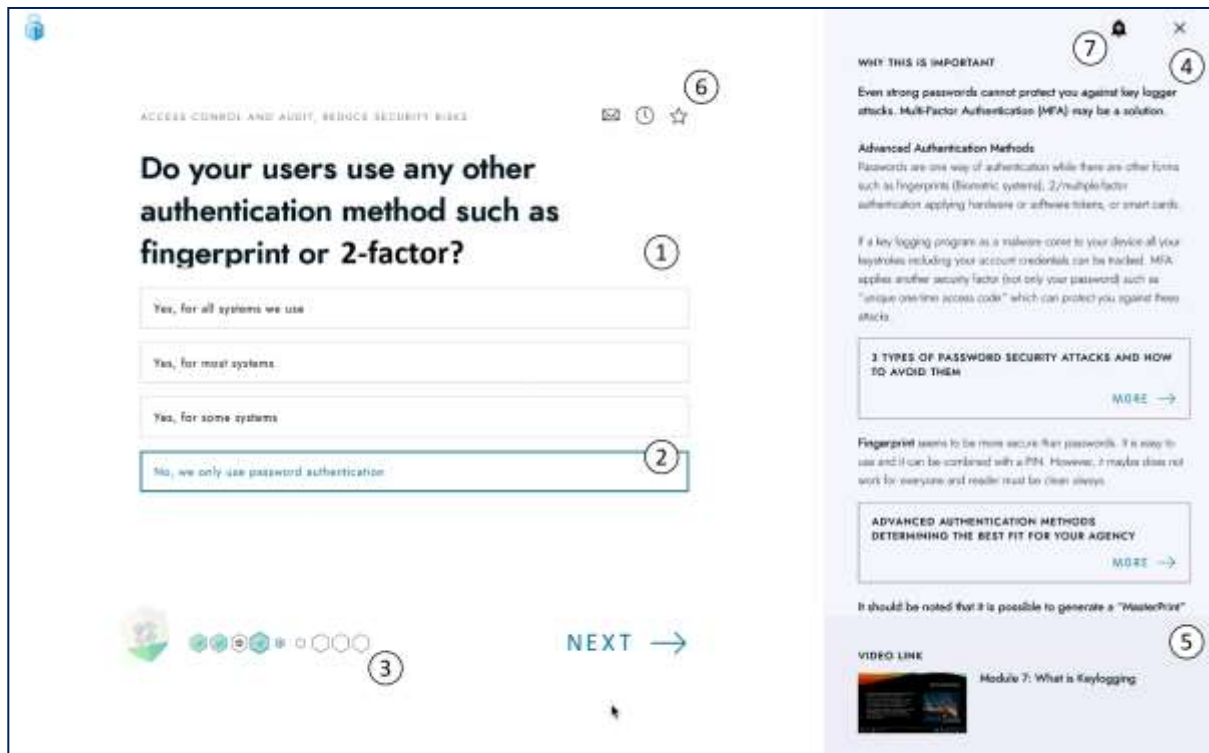 7
WHY THIS IS IMPORTANT
4
6
Even strong passwords cannot protect you against key logger
attacks. Multi-Factor Authentication (MFA) may be a solution.
ACCESS CONROL AND AUDIT, REDUCE SECURITY RISKS
Do your users use any other
authentication method such as
fingerprint or 2-factor?
1
Yes, for all systems we use
Yes, for most systems
Yes, for some systems
No, we only use password authentication
2
3
NEXT
Advanced Authentication Methods
Passwords are one way of authentication while there are other forms
such as fingerprints (Biometric systems), 2/multiple-factor
authentication applying hardware or software tokens, or smart cards.
If a key logging program as a malware comet to your device all your
keystrokes including your account credentials can be tracked. MFA
applies another security factor (not only your password) such as
"unique one-time access code" which can protect you against these
attacks.
3 TYPES OF PASSWORD SECURITY ATTACKS AND HOW
TO AVOID THEM
MORE
Fingerprint seems to be more secure than passwords. It is easy to
use and it can be combined with a PIN. However, it maybe does not
work for everyone and reader must be clean always.
ADVANCED AUTHENTICATION METHODS
DETERMINING THE BEST FIT FOR YOUR AGENCY
MORE
It should be noted that it is possible to generate a "MasterPrint"
5
VIDEO LINK
Module 7: What is Keylogging